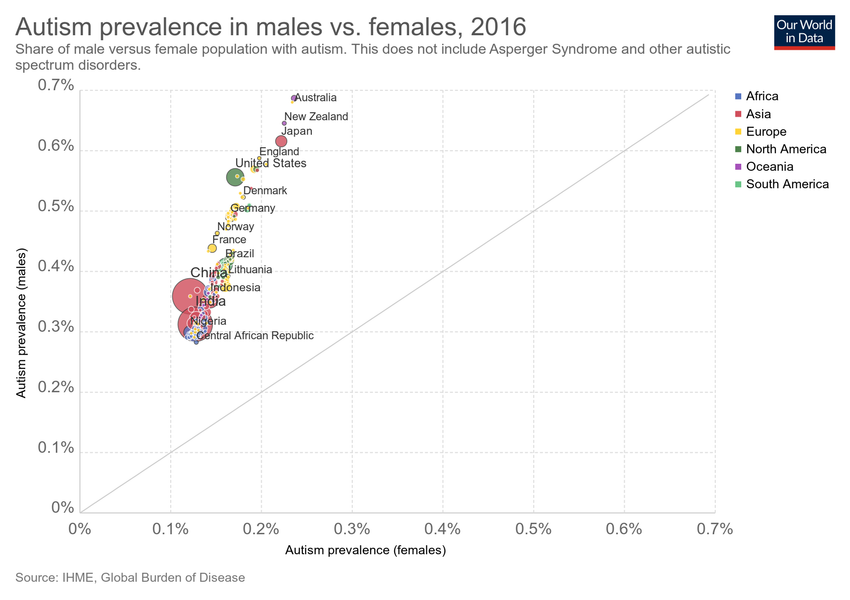 Autism prevalence in males vs. females, 2016
Share of male versus female population with autism. This does not include Asperger Syndrome and other autistic
spectrum disorders.
Our World
in Data
0.7%
0.6%
0.5%
0.4%
0.3%
0.2%
0.1%
0%
Autism prevalence (males)
Australia
New Zealand
Japan
England
United States
Denmark
Germany
Norway
France
Brazil
Lithuania
China
Indonesia
India
Nigeria
Central African Republic
Africa
Asia
Europe
North America
Oceania
South America
0%
0.1%
0.2%
0.3%
0.4%
0.5%
0.6%
0.7%
Autism prevalence (females)
Source: IHME, Global Burden of Disease